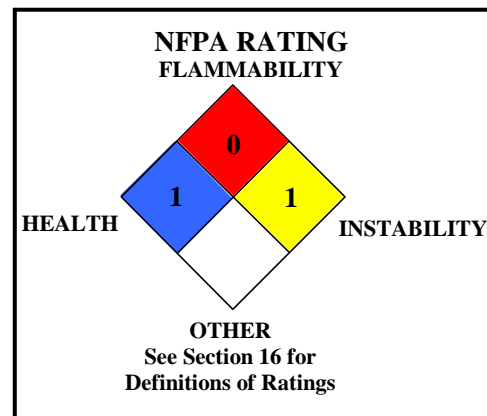 NFPA RATING
FLAMMABILITY
0
1 1
HEALTH INSTABILITY
OTHER
See Section 16 for
Definitions of Ratings